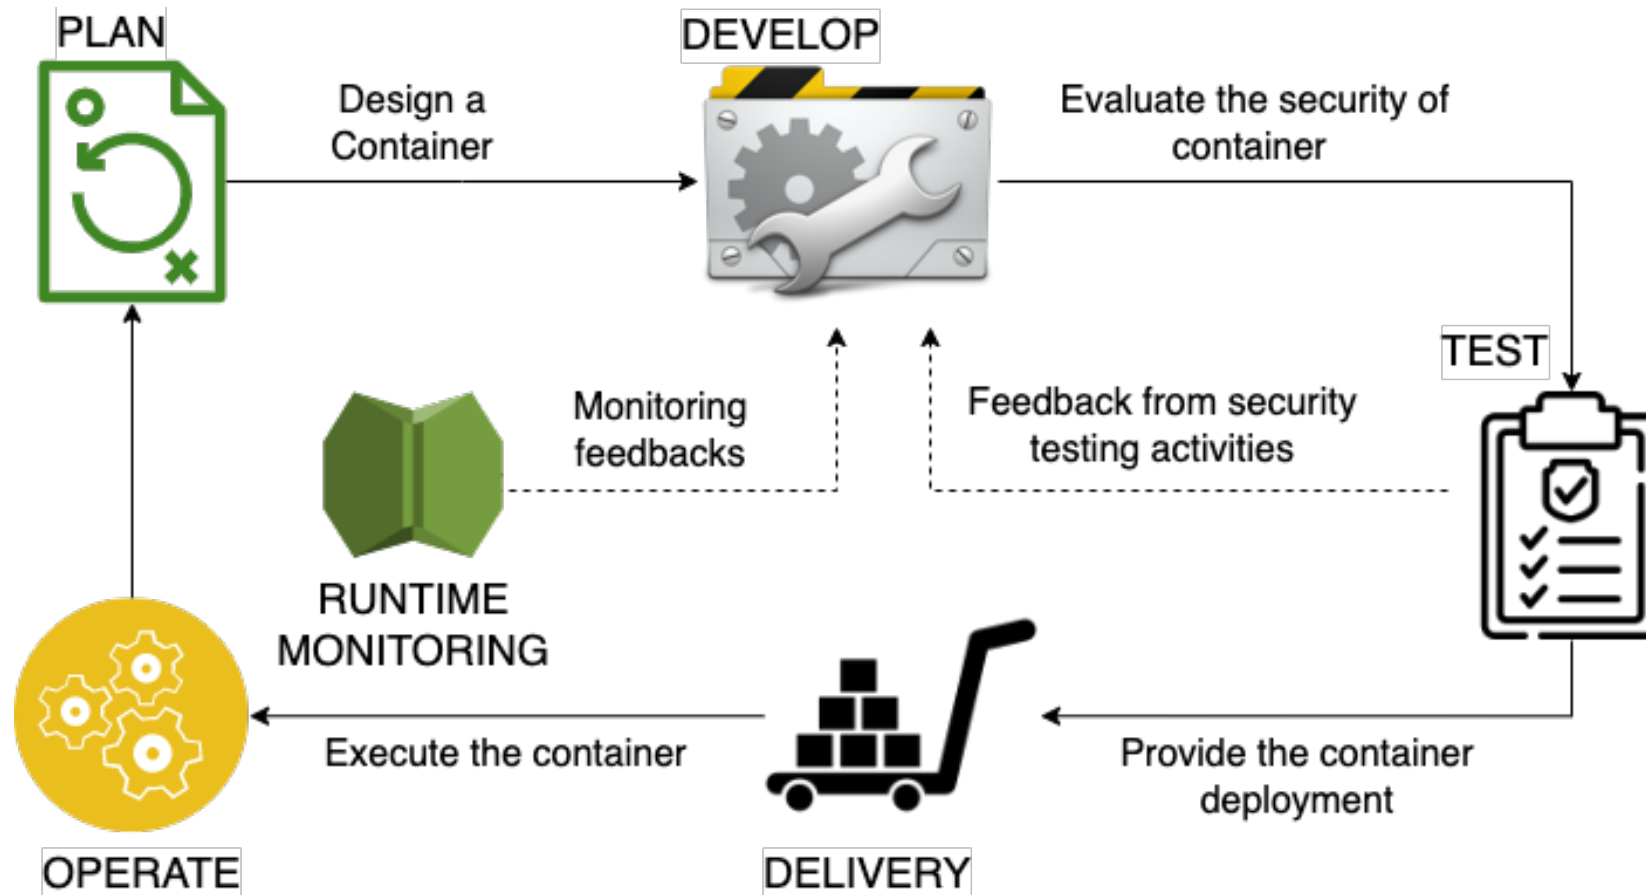 PLAN
DEVELOP
Design a
Container
Evaluate the security of
container
TEST
Monitoring
feedbacks
Feedback from security
testing activities
RUNTIME
MONITORING
Execute the container
Provide the container
deployment
OPERATE
DELIVERY